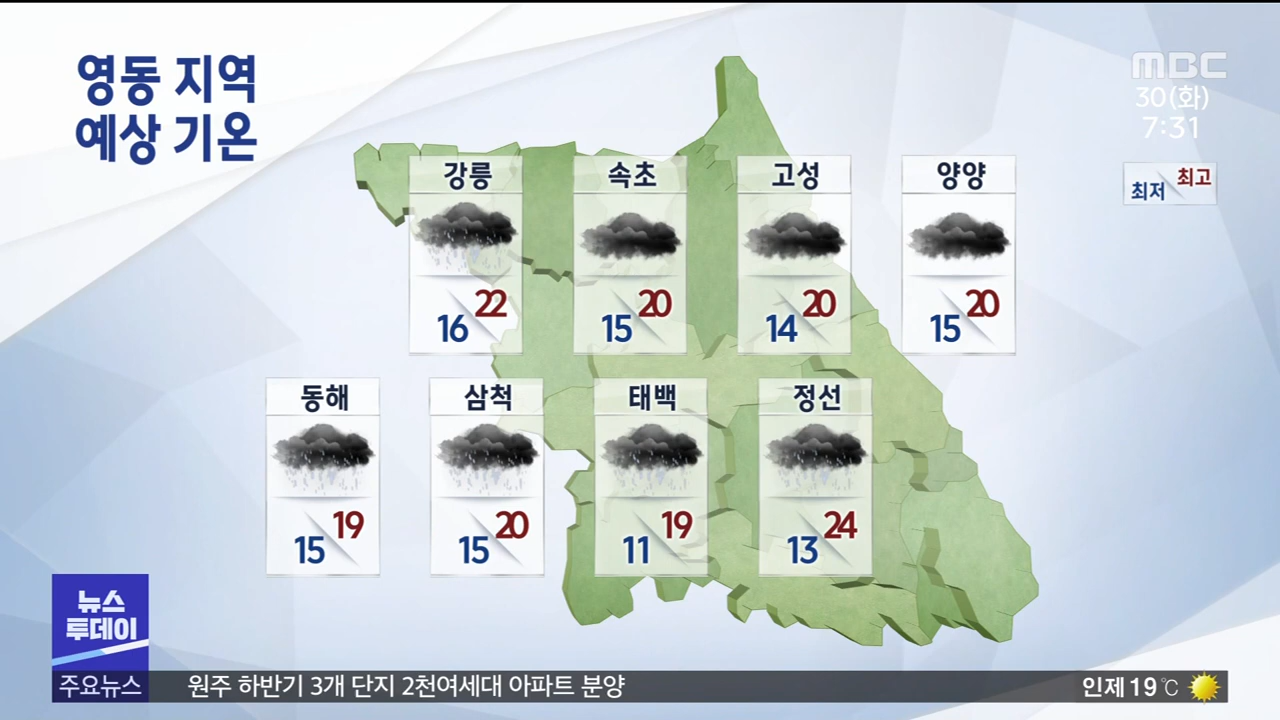 영동 지역
예상 기온
MBC
30(화)
7:31
최저 최고
강릉 속초 고성 양양
16 22 15 20 14 20 15 20
동해 삼척 태백 정선
15 19 15 20 11 19 13 24
뉴스
투데이
주요뉴스 원주 하반기 3개 단지 2천여세대 아파트 분양 인제 19℃